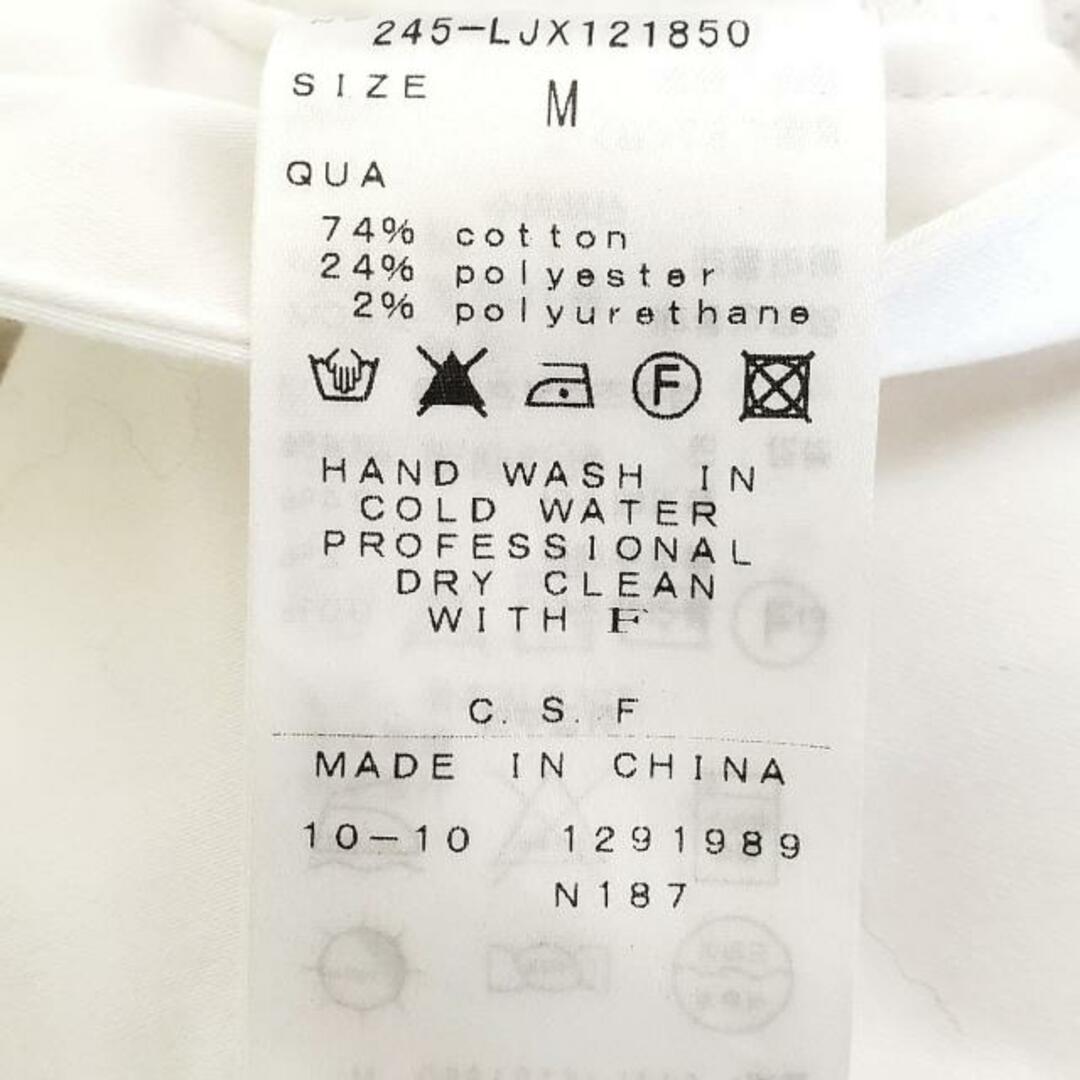 245-LJX121850
SIZE M
QUA
74% cotton
24% polyester
2% polyurethane
F
HAND WASH IN
COLD WATER
PROFESSIONAL
DRY CLEAN
WITH F
C. S. F
MADE IN CHINA
10-10 1291989
N187